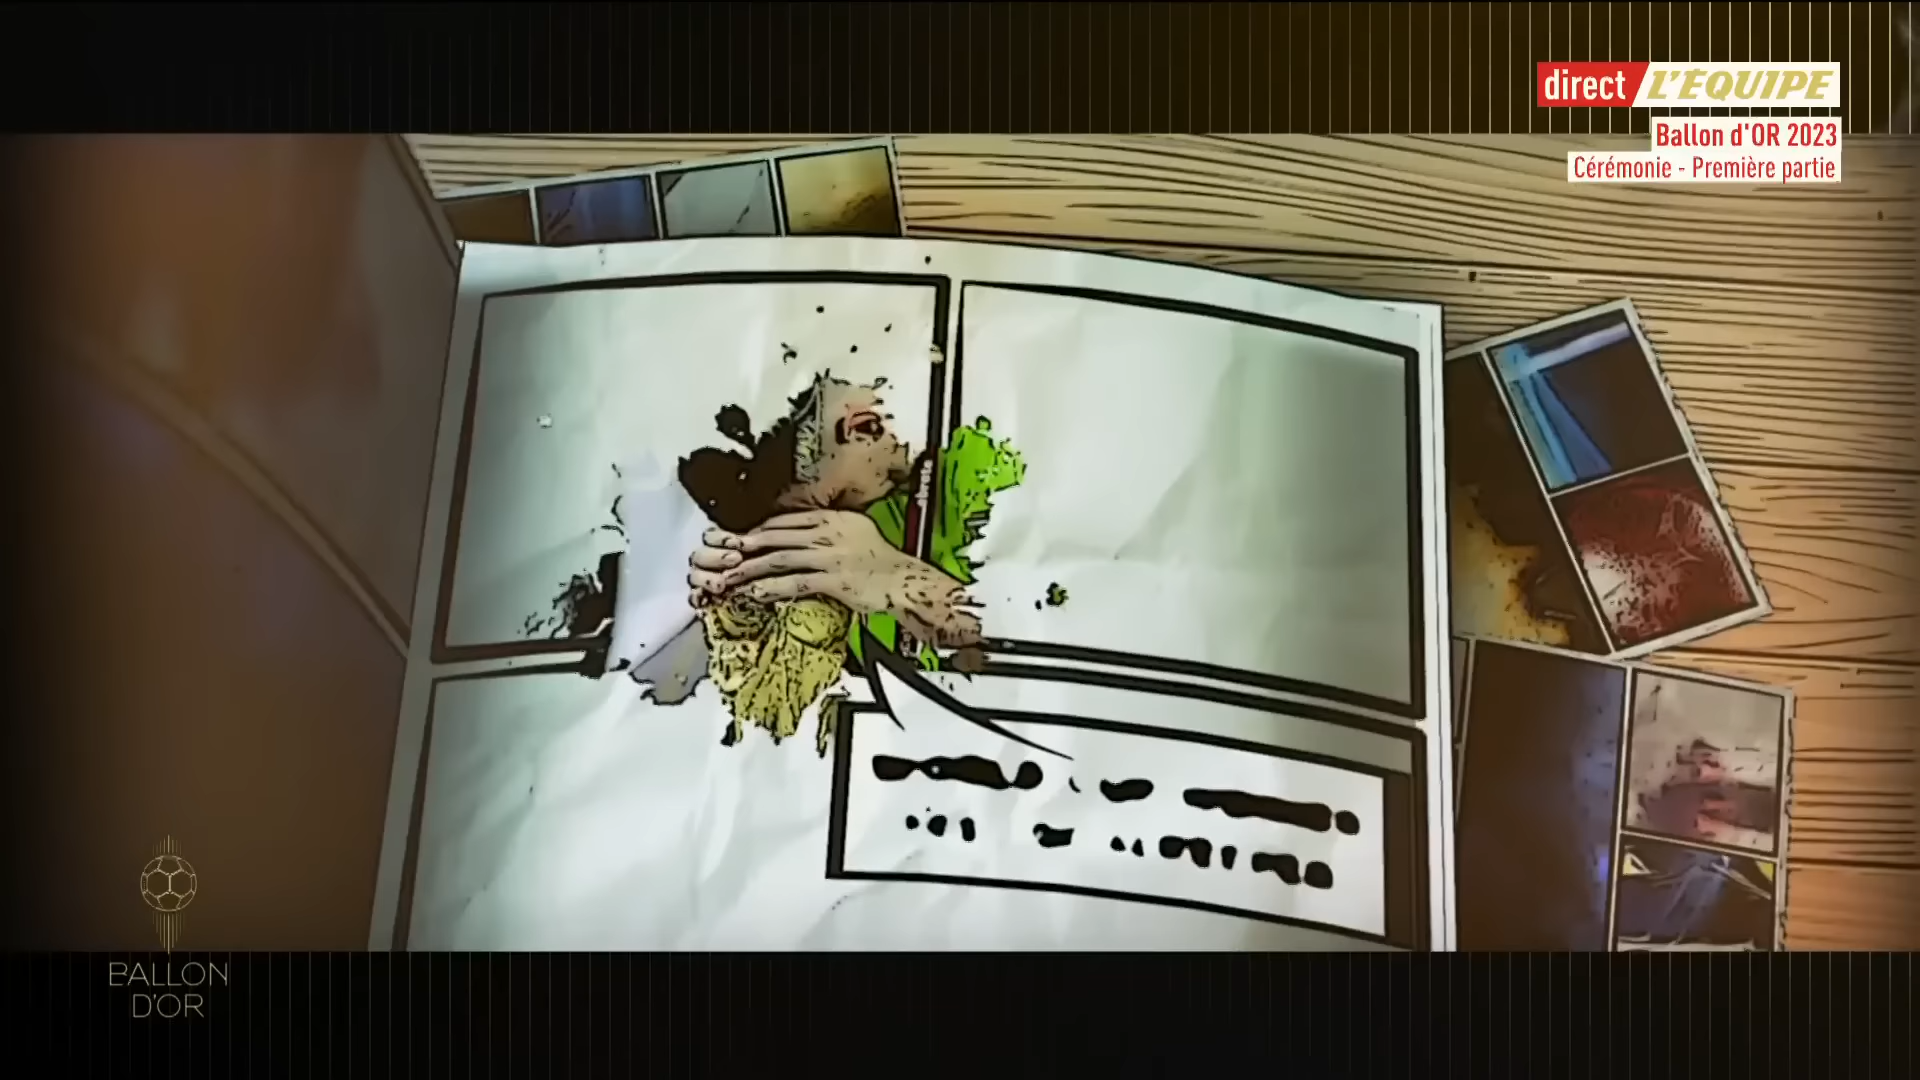 direct L'ÉQUIPE
Ballon d'OR 2023
Cérémonie - Première partie
BALLON
D'OR